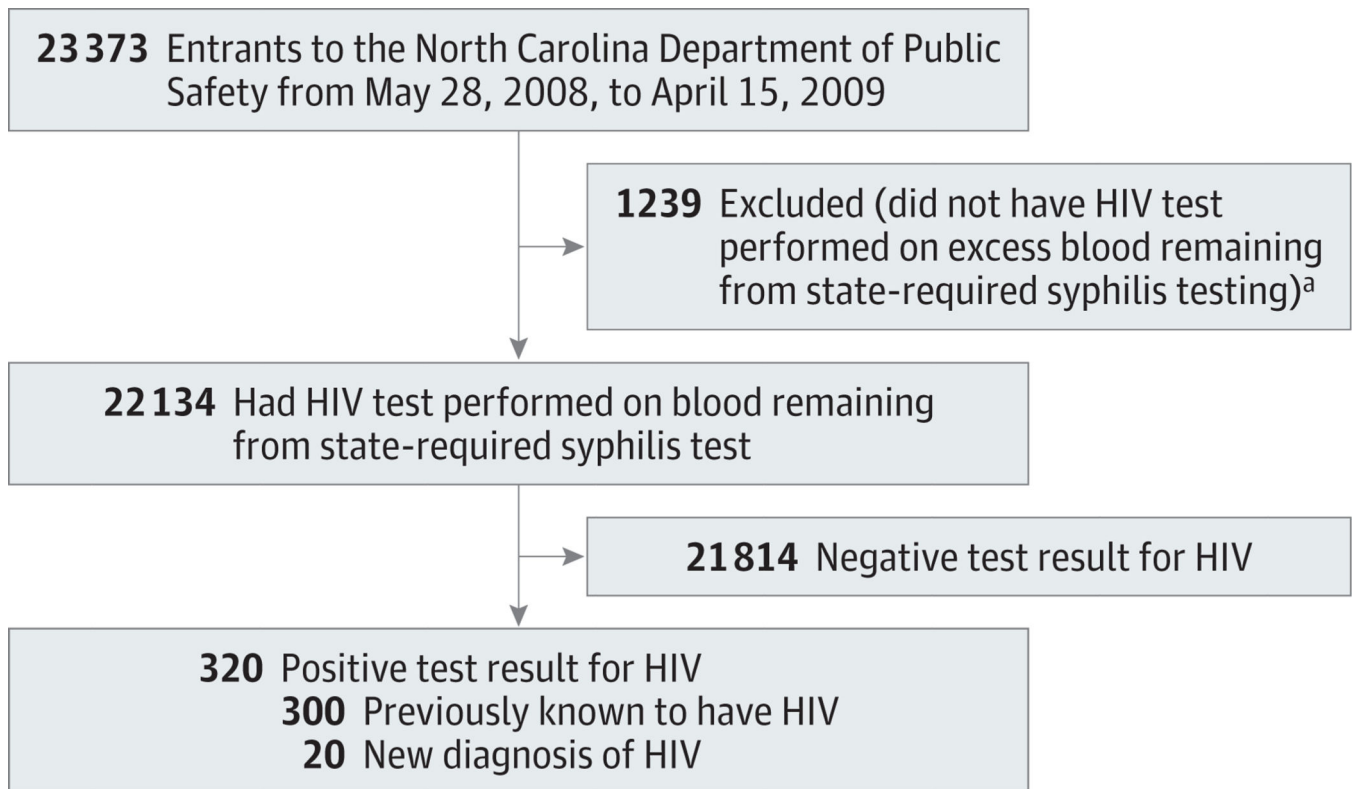 23 373 Entrants to the North Carolina Department of Public
Safety from May 28, 2008, to April 15, 2009
1239 Excluded (did not have HIV test
performed on excess blood remaining
from state-required syphilis testing)a
22 134 Had HIV test performed on blood remaining
from state-required syphilis test
21 814 Negative test result for HIV
320 Positive test result for HIV
300 Previously known to have HIV
20 New diagnosis of HIV